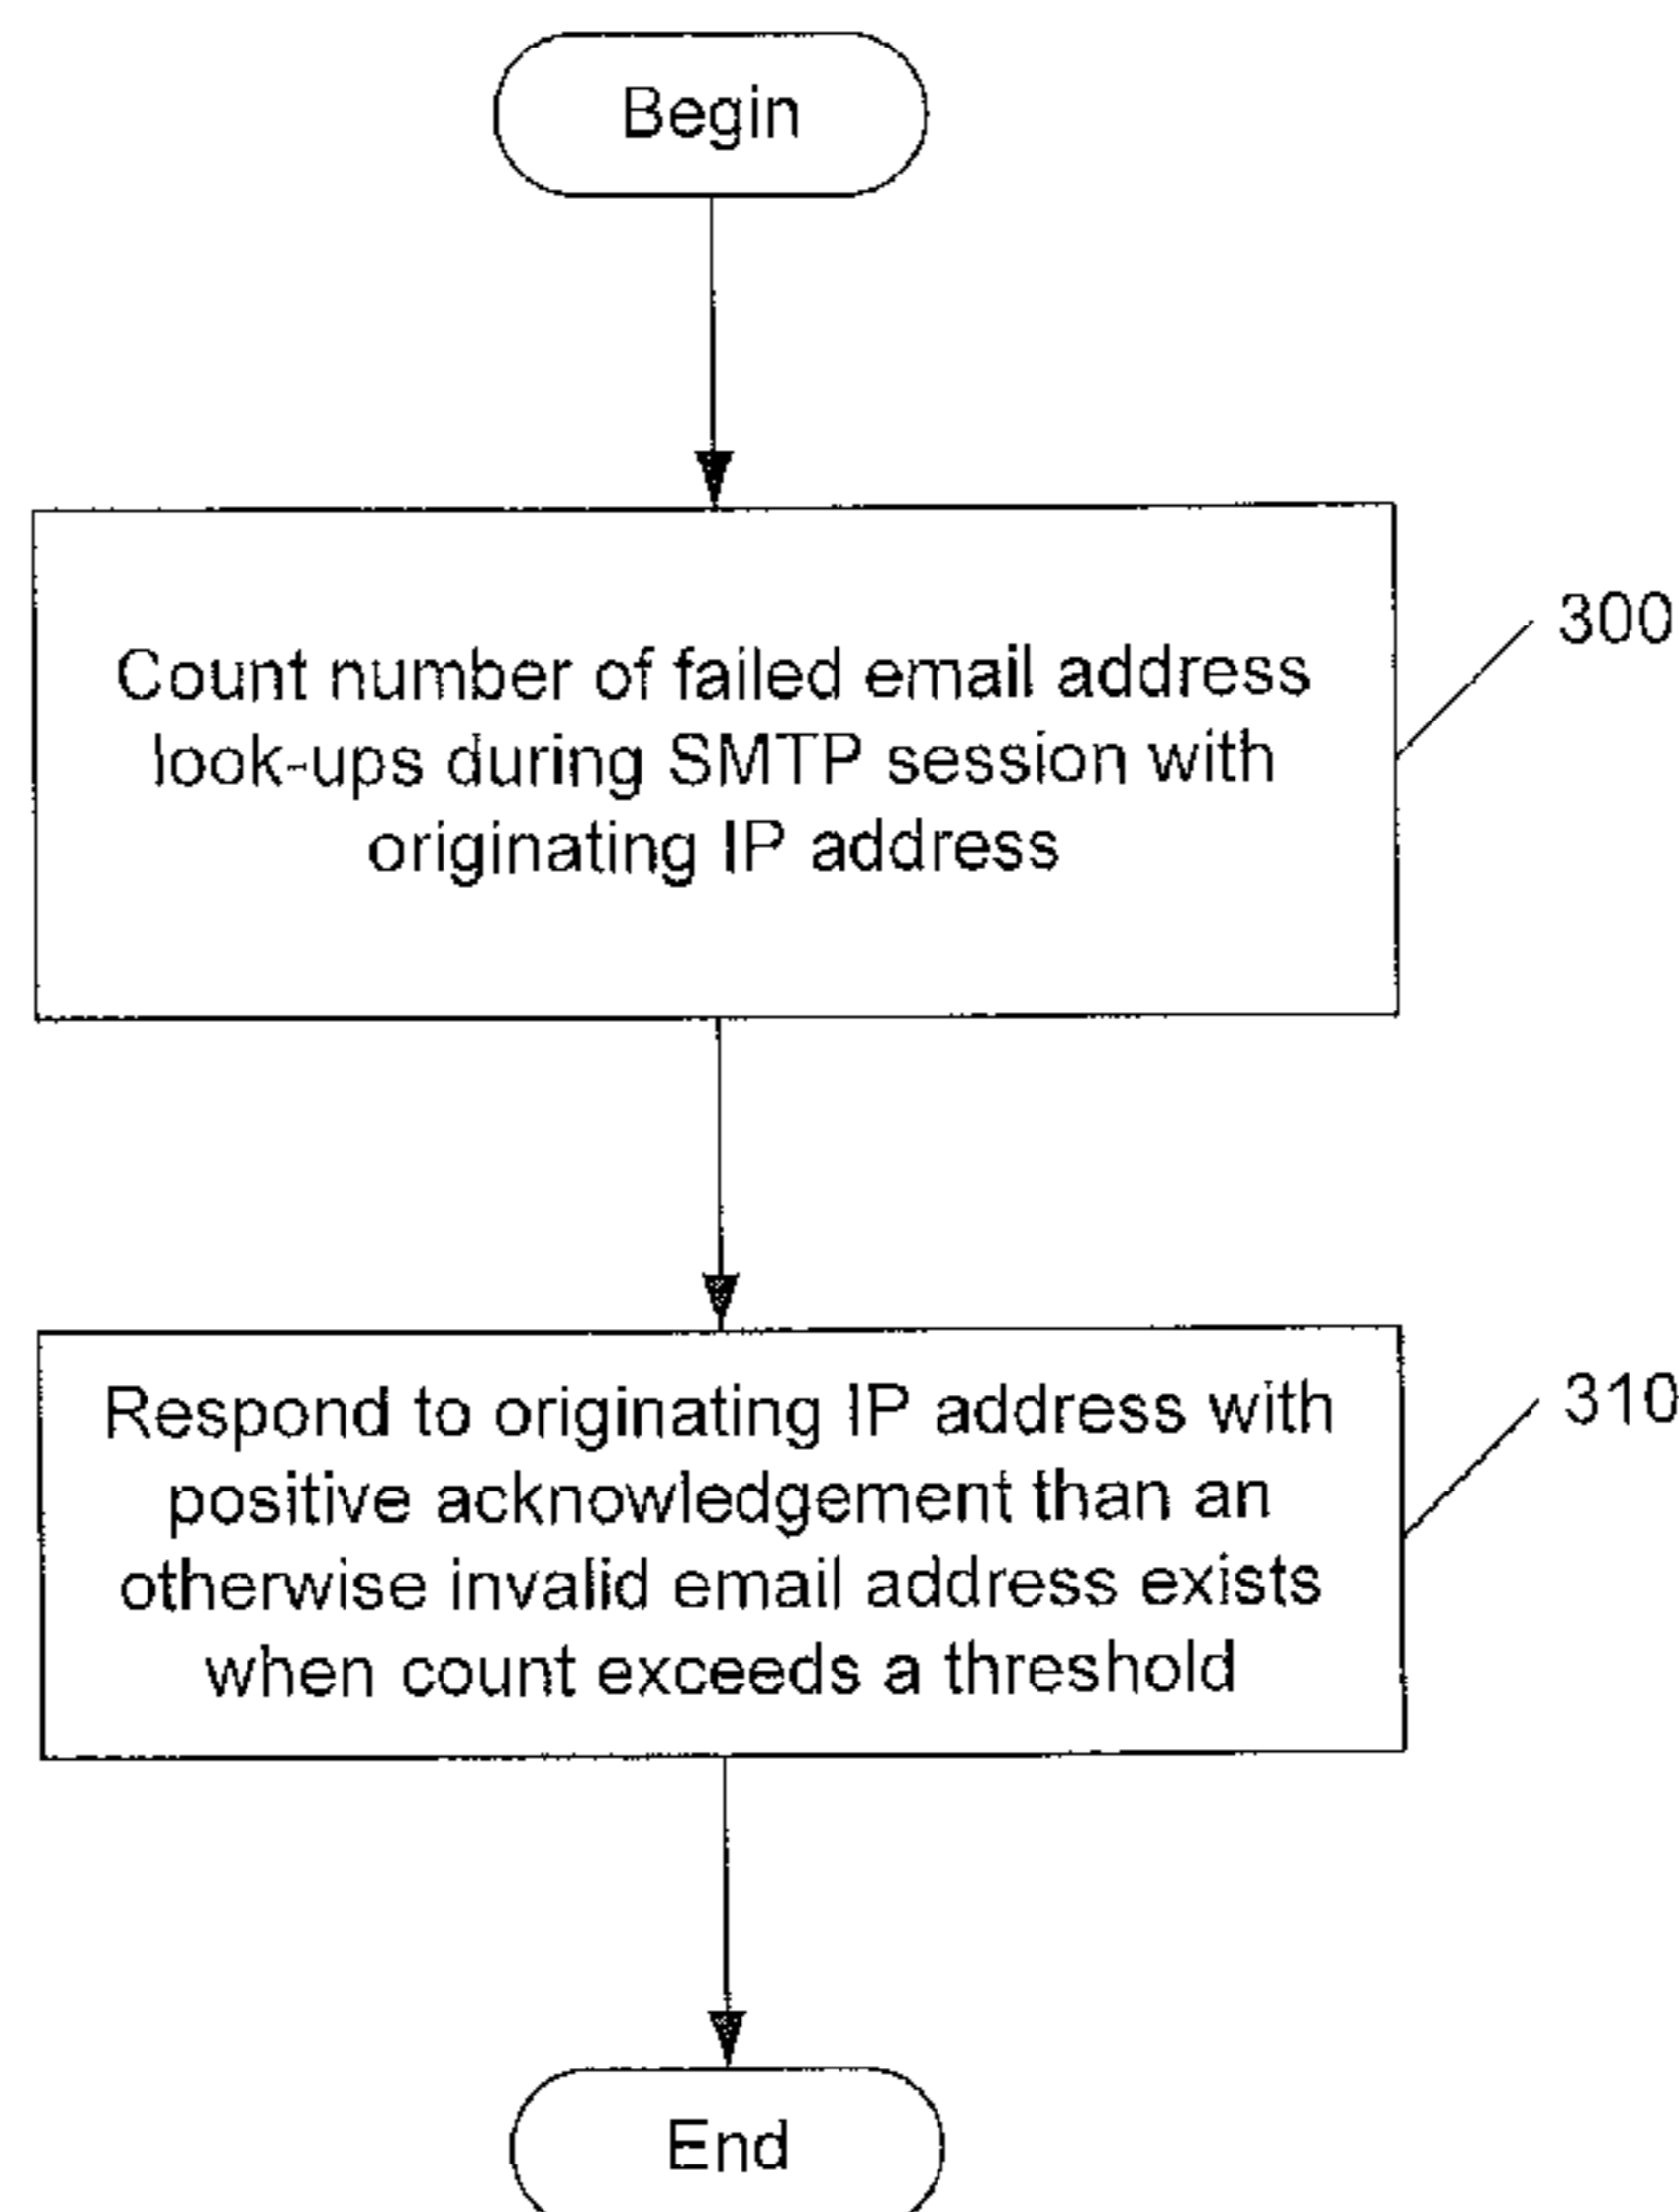 Begin
Count number of failed email address
look-ups during SMTP session with
originating IP address
300
Respond to originating IP address with
positive acknowledgement than an
otherwise invalid email address exists
when count exceeds a threshold
310
End